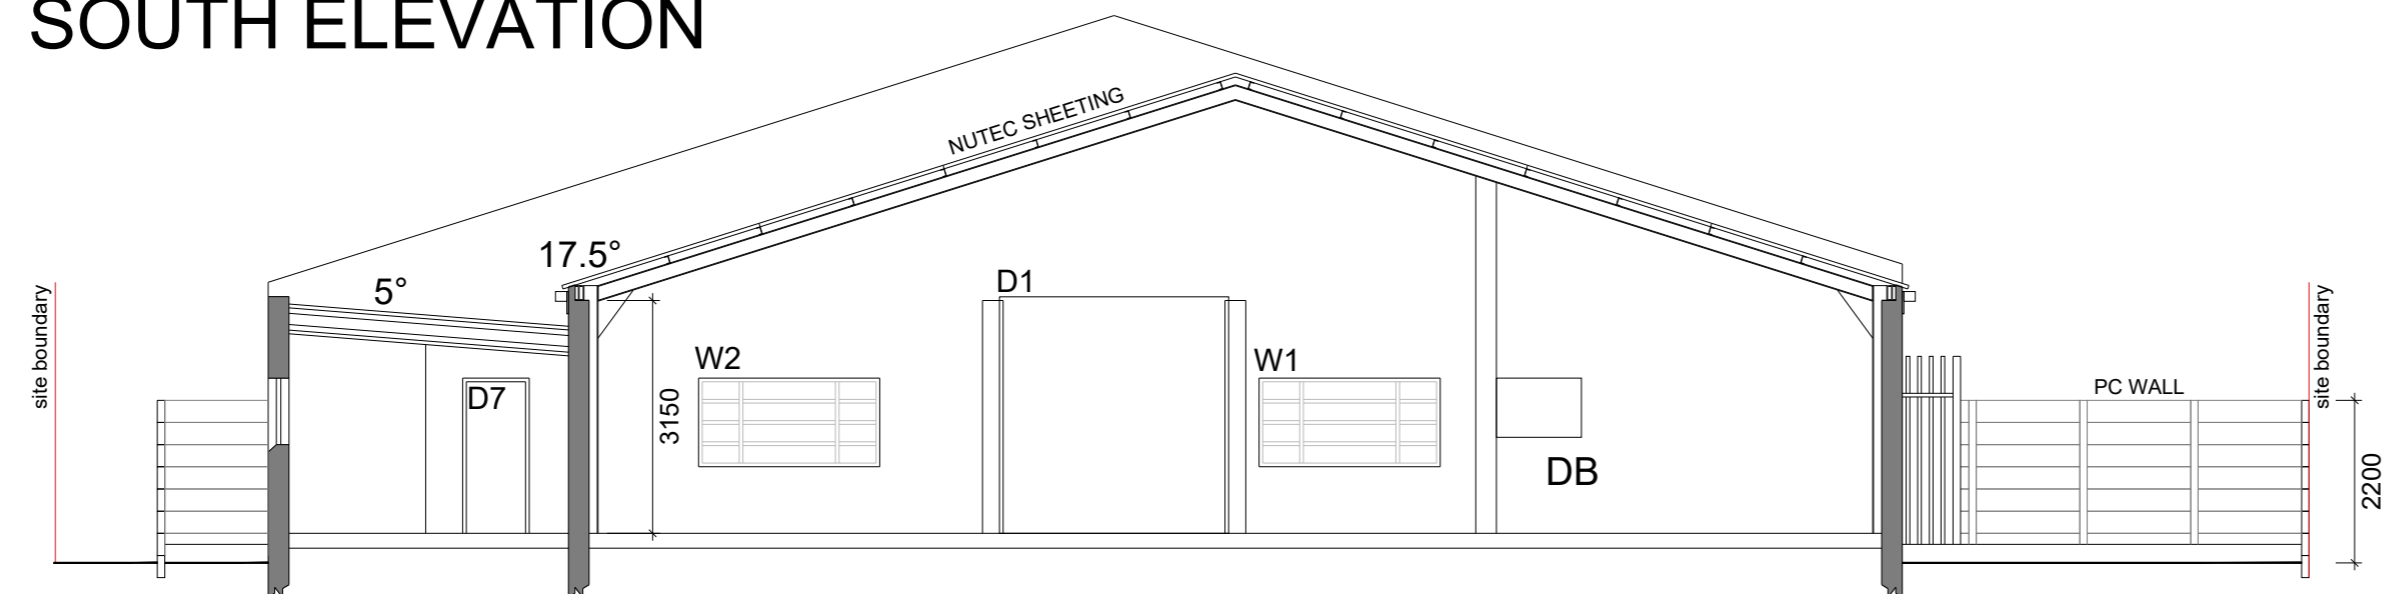 SOUTH ELEVATION
NUTEC SHEETING
17.5°
5°
D1
site boundary
site boundary
W2
W1
D7
3150
PC WALL
DB
2200